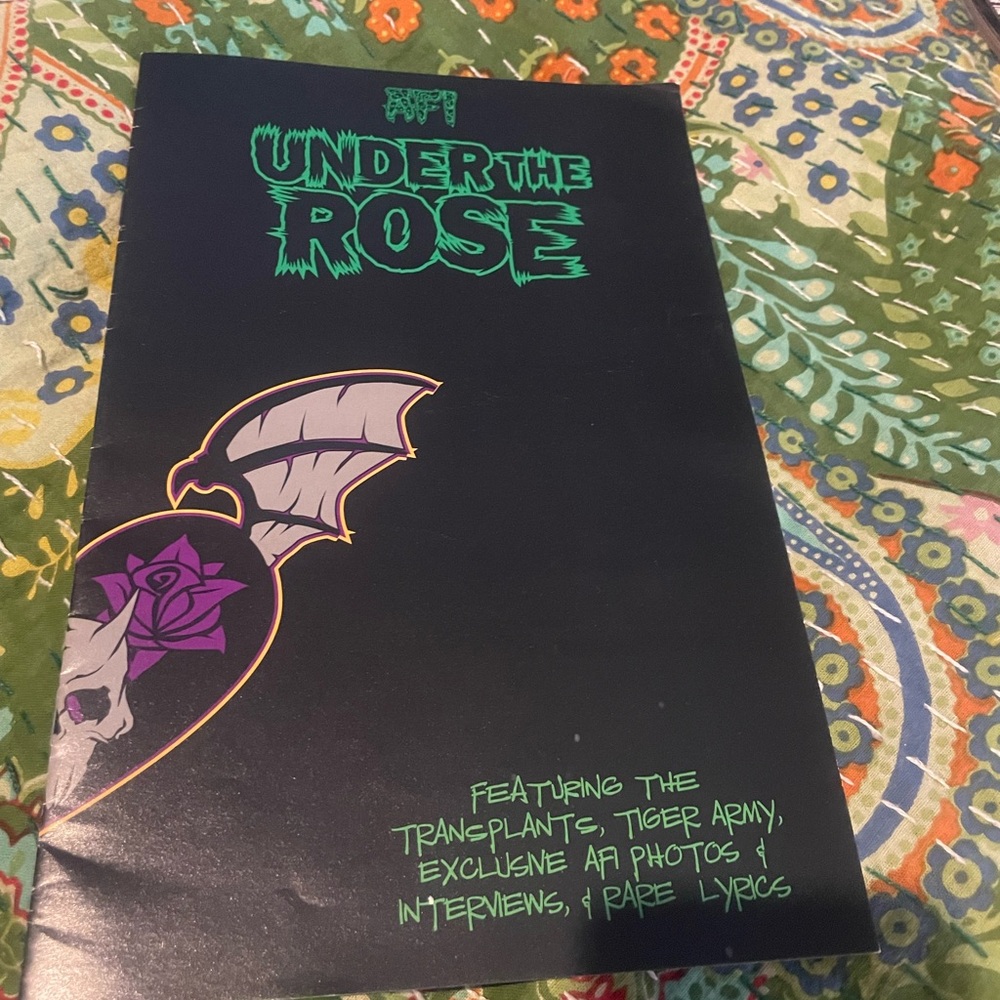 AFI
UNDER THE
ROSE
FEATURING THE
TRANSPLANTS, TIGER ARMY,
EXCLUSIVE AFI PHOTOS &
INTERVIEWS, & RARE LYRICS